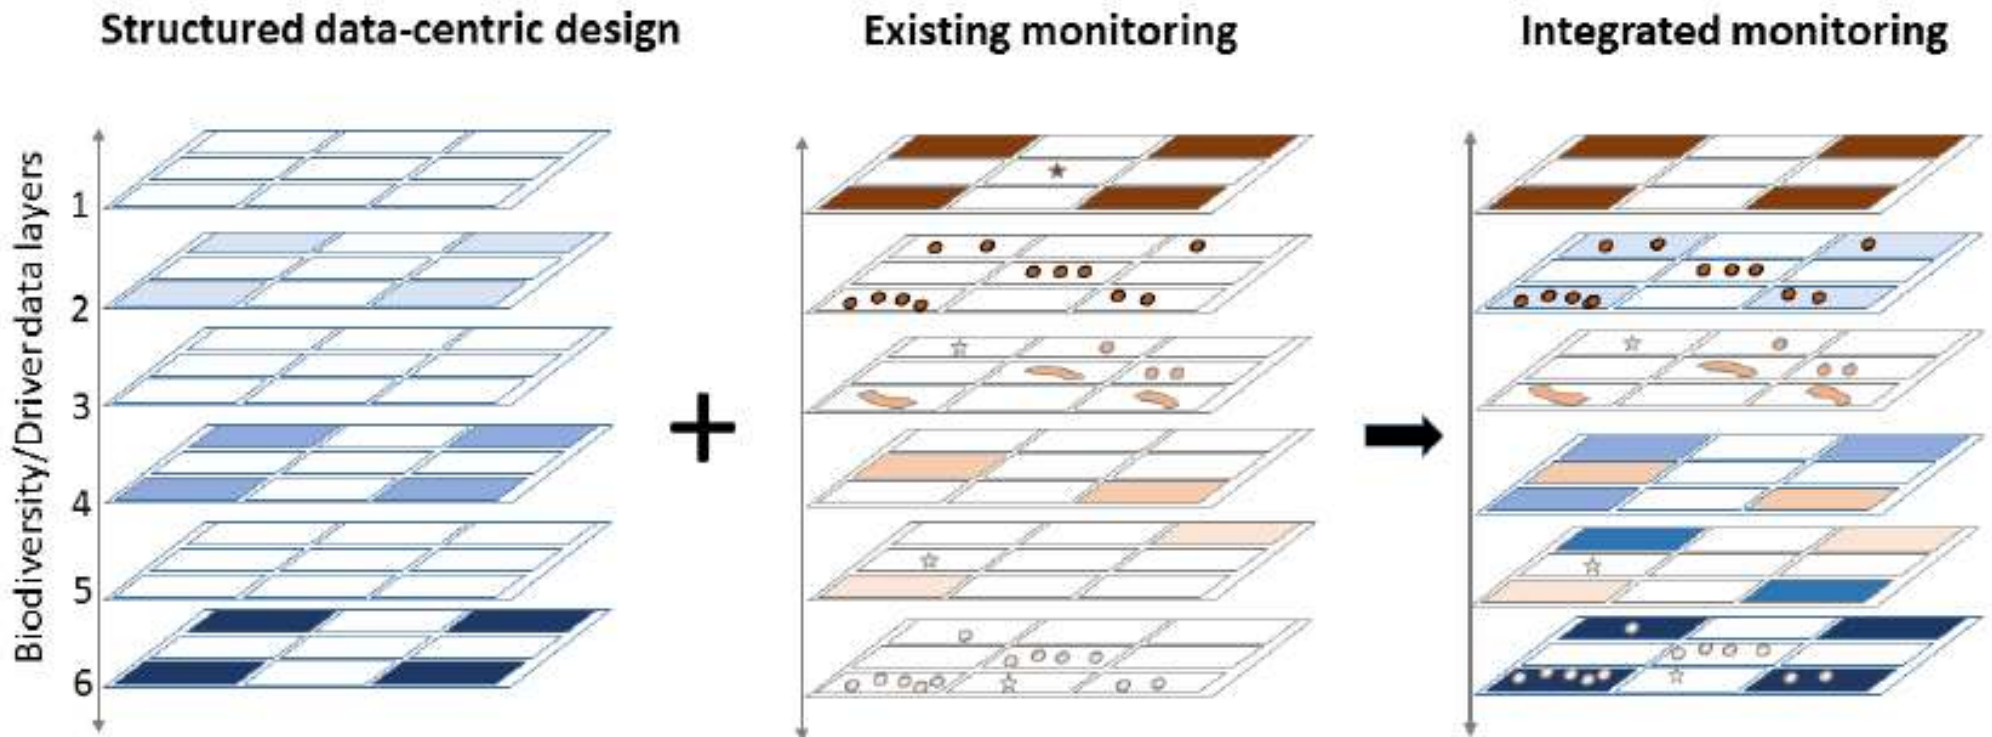 Structured data-centric design
Existing monitoring
Integrated monitoring
Biodiversity/Driver data layers
1
2
3
4
5
6